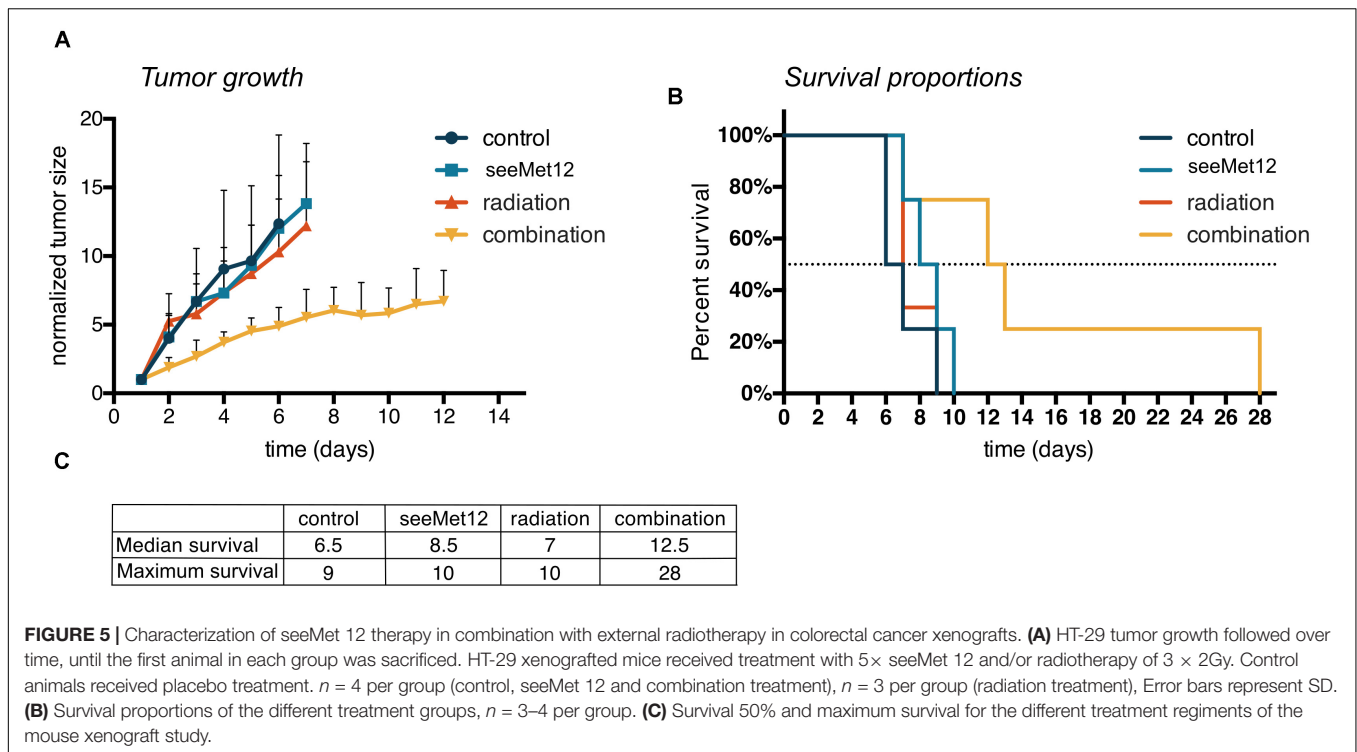 A
Tumor growth
20
15
10
5
0
normalized tumor size
0 2 4 6 8 10 12 14
time (days)
control
seeMet12
radiation
combination
B
Survival proportions
100%
80%
60%
40%
20%
0%
Percent survival
0 2 4 6 8 10 12 14 16 18 20 22 24 26 28
time (days)
control
seeMet12
radiation
combination
C
control seeMet12 radiation combination
Median survival 6.5 8.5 7 12.5
Maximum survival 9 10 10 28
FIGURE 5 | Characterization of seeMet 12 therapy in combination with external radiotherapy in colorectal cancer xenografts. (A) HT-29 tumor growth followed over
time, until the first animal in each group was sacrificed. HT-29 xenografted mice received treatment with 5× seeMet 12 and/or radiotherapy of 3 × 2Gy. Control
animals received placebo treatment. n = 4 per group (control, seeMet 12 and combination treatment), n = 3 per group (radiation treatment), Error bars represent SD.
(B) Survival proportions of the different treatment groups, n = 3–4 per group. (C) Survival 50% and maximum survival for the different treatment regiments of the
mouse xenograft study.